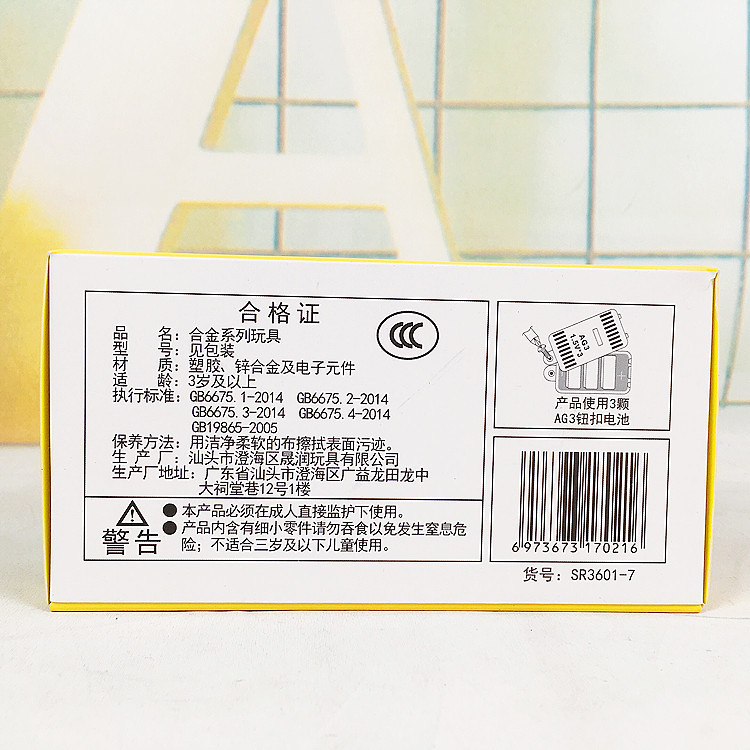 合格证
CCC
品 名：合金系列玩具
型 号：见包装
材 质：塑胶、锌合金及电子元件
适 龄：3岁及以上
执行标准：GB6675.1-2014 GB6675.2-2014
GB6675.3-2014 GB6675.4-2014
GB19865-2005
保养方法：用洁净柔软的布擦拭表面污迹。
生 产 厂：汕头市澄海区晟润玩具有限公司
生产厂地址：广东省汕头市澄海区广益龙田龙中
大祠堂巷12号1楼
警告
●本产品必须在成人直接监护下使用。
●产品内含有细小零件请勿吞食以免发生窒息危
险；不适合三岁及以下儿童使用。
AG3
1.5V*3
产品使用3颗
AG3钮扣电池
6973673170216
货号：SR3601-7